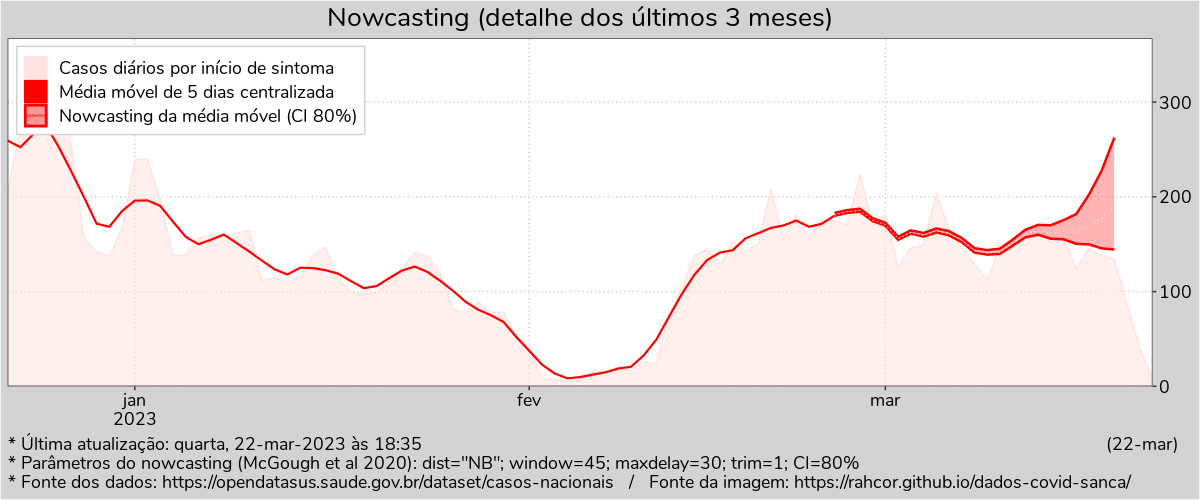 Nowcasting (detalhe dos últimos 3 meses)
Casos diários por início de sintoma
Média móvel de 5 dias centralizada
Nowcasting da média móvel (CI 80%)
300
200
100
0
jan
2023
fev
mar
* Última atualização: quarta, 22-mar-2023 às 18:35
(22-mar)
* Parâmetros do nowcasting (McGough et al 2020): dist="NB"; window=45; maxdelay=30; trim=1; CI=80%
* Fonte dos dados: https://opendatasus.saude.gov.br/dataset/casos-nacionais / Fonte da imagem: https://rahcor.github.io/dados-covid-sanca/